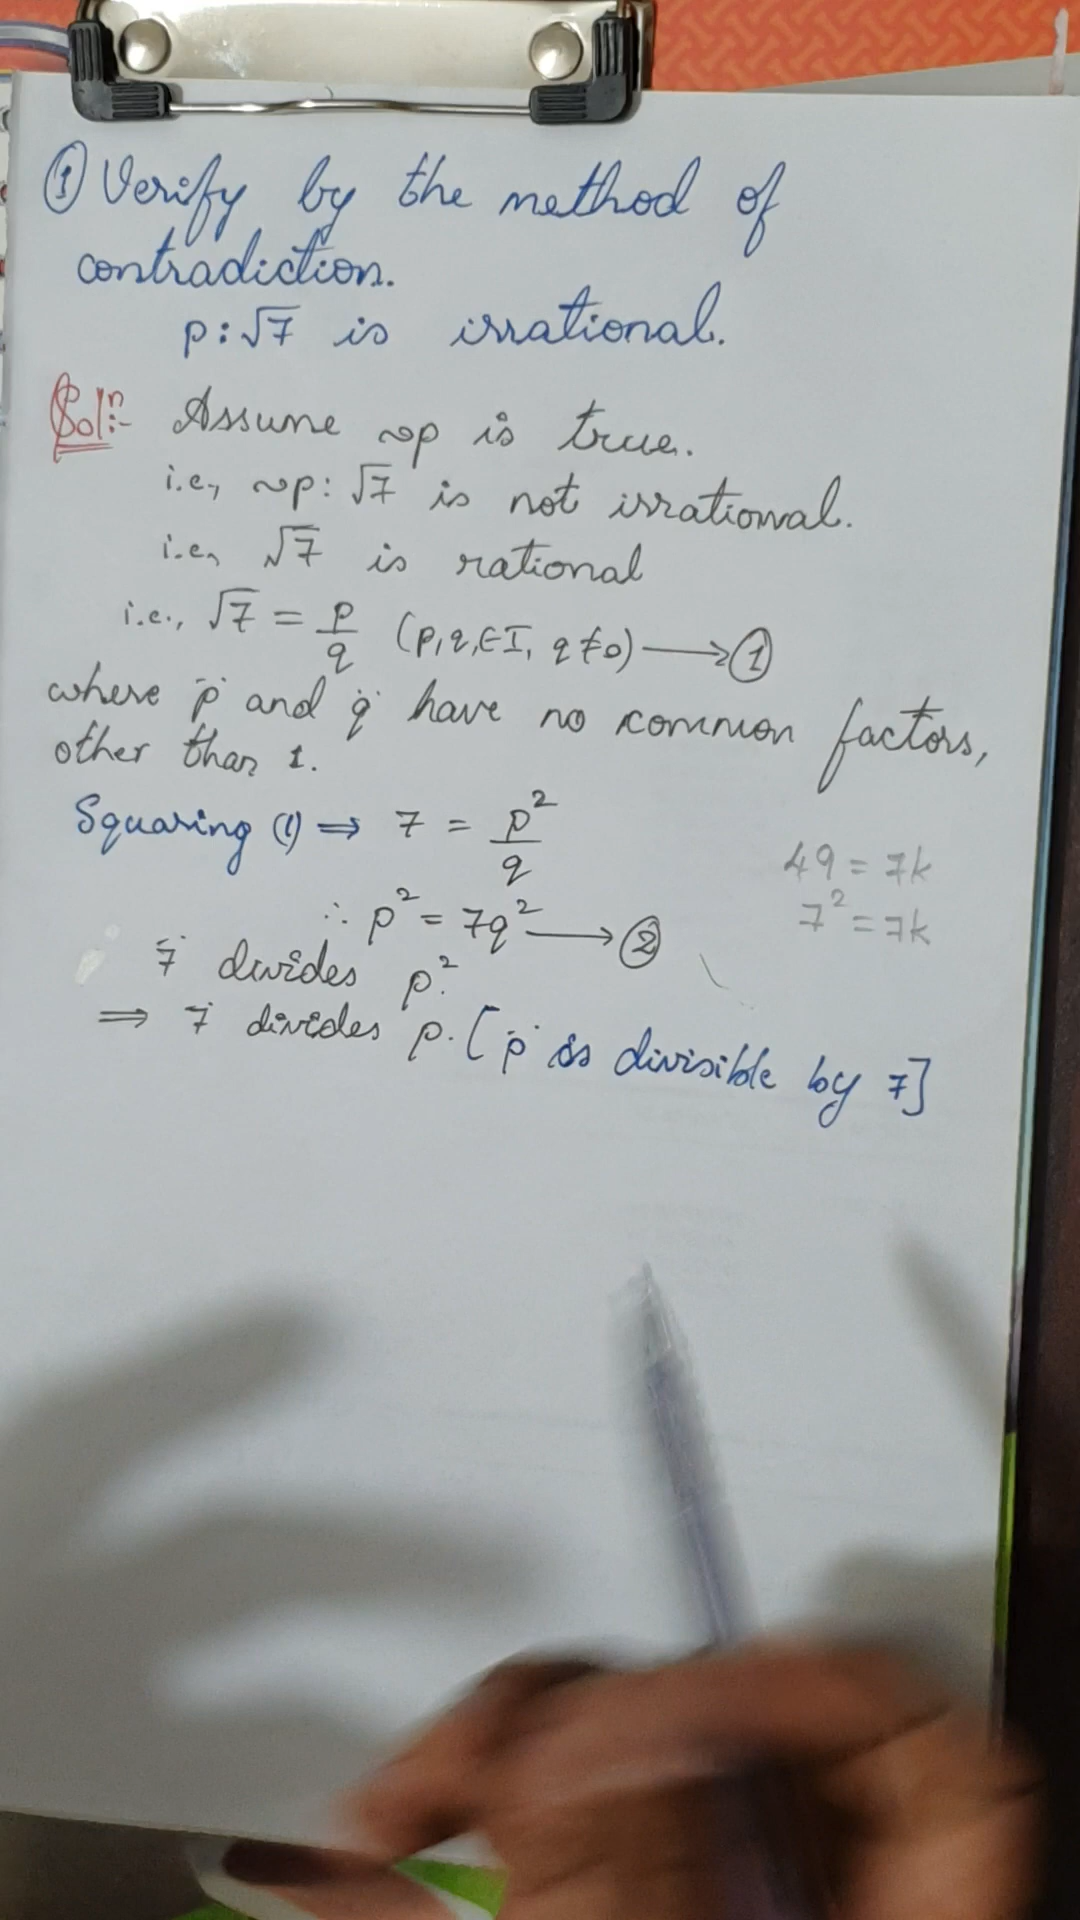 ① Verify by the method of
contradiction.
p : √7 is irrational.
Solⁿ:- Assume ~p is true.
i.e., ~p : √7 is not irrational.
i.e., √7 is rational
i.e., √7 = p/q (p, q, ∈ I, q ≠ 0) ⟶ ①
where 'p' and 'q' have no common factors,
other than 1.
Squaring (1) ⇒ 7 = p²/q
49 = 7k
∴ p² = 7q² ⟶ ②
7² = 7k
'7' divides p².
⇒ '7' divides p. ['p' is divisible by 7]